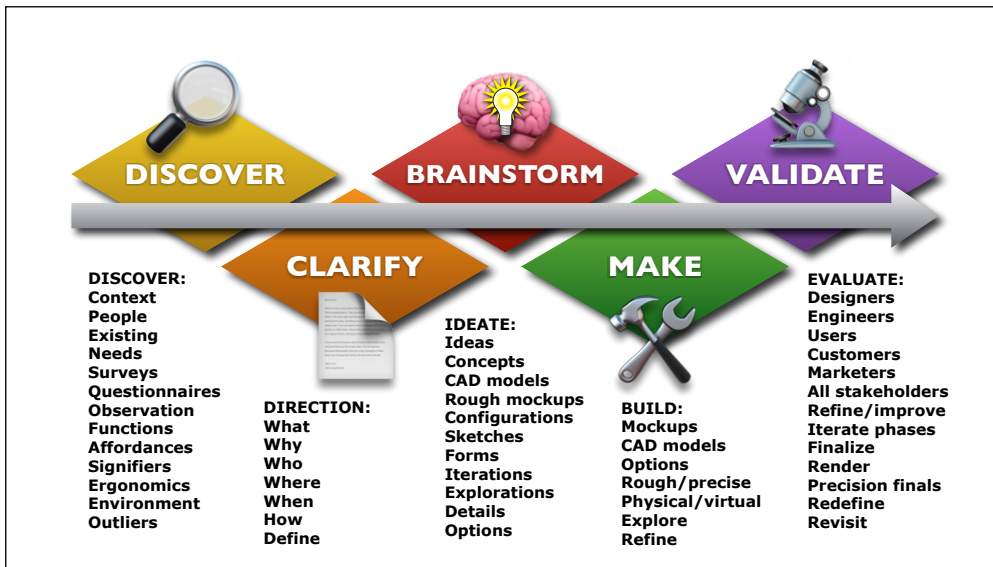 DISCOVER
BRAINSTORM
VALIDATE
CLARIFY
MAKE
DISCOVER:
Context
People
Existing
Needs
Surveys
Questionnaires
Observation
Functions
Affordances
Signifiers
Ergonomics
Environment
Outliers
DIRECTION:
What
Why
Who
Where
When
How
Define
IDEATE:
Ideas
Concepts
CAD models
Rough mockups
Configurations
Sketches
Forms
Iterations
Explorations
Details
Options
BUILD:
Mockups
CAD models
Options
Rough/precise
Physical/virtual
Explore
Refine
EVALUATE:
Designers
Engineers
Users
Customers
Marketers
All stakeholders
Refine/improve
Iterate phases
Finalize
Render
Precision finals
Redefine
Revisit